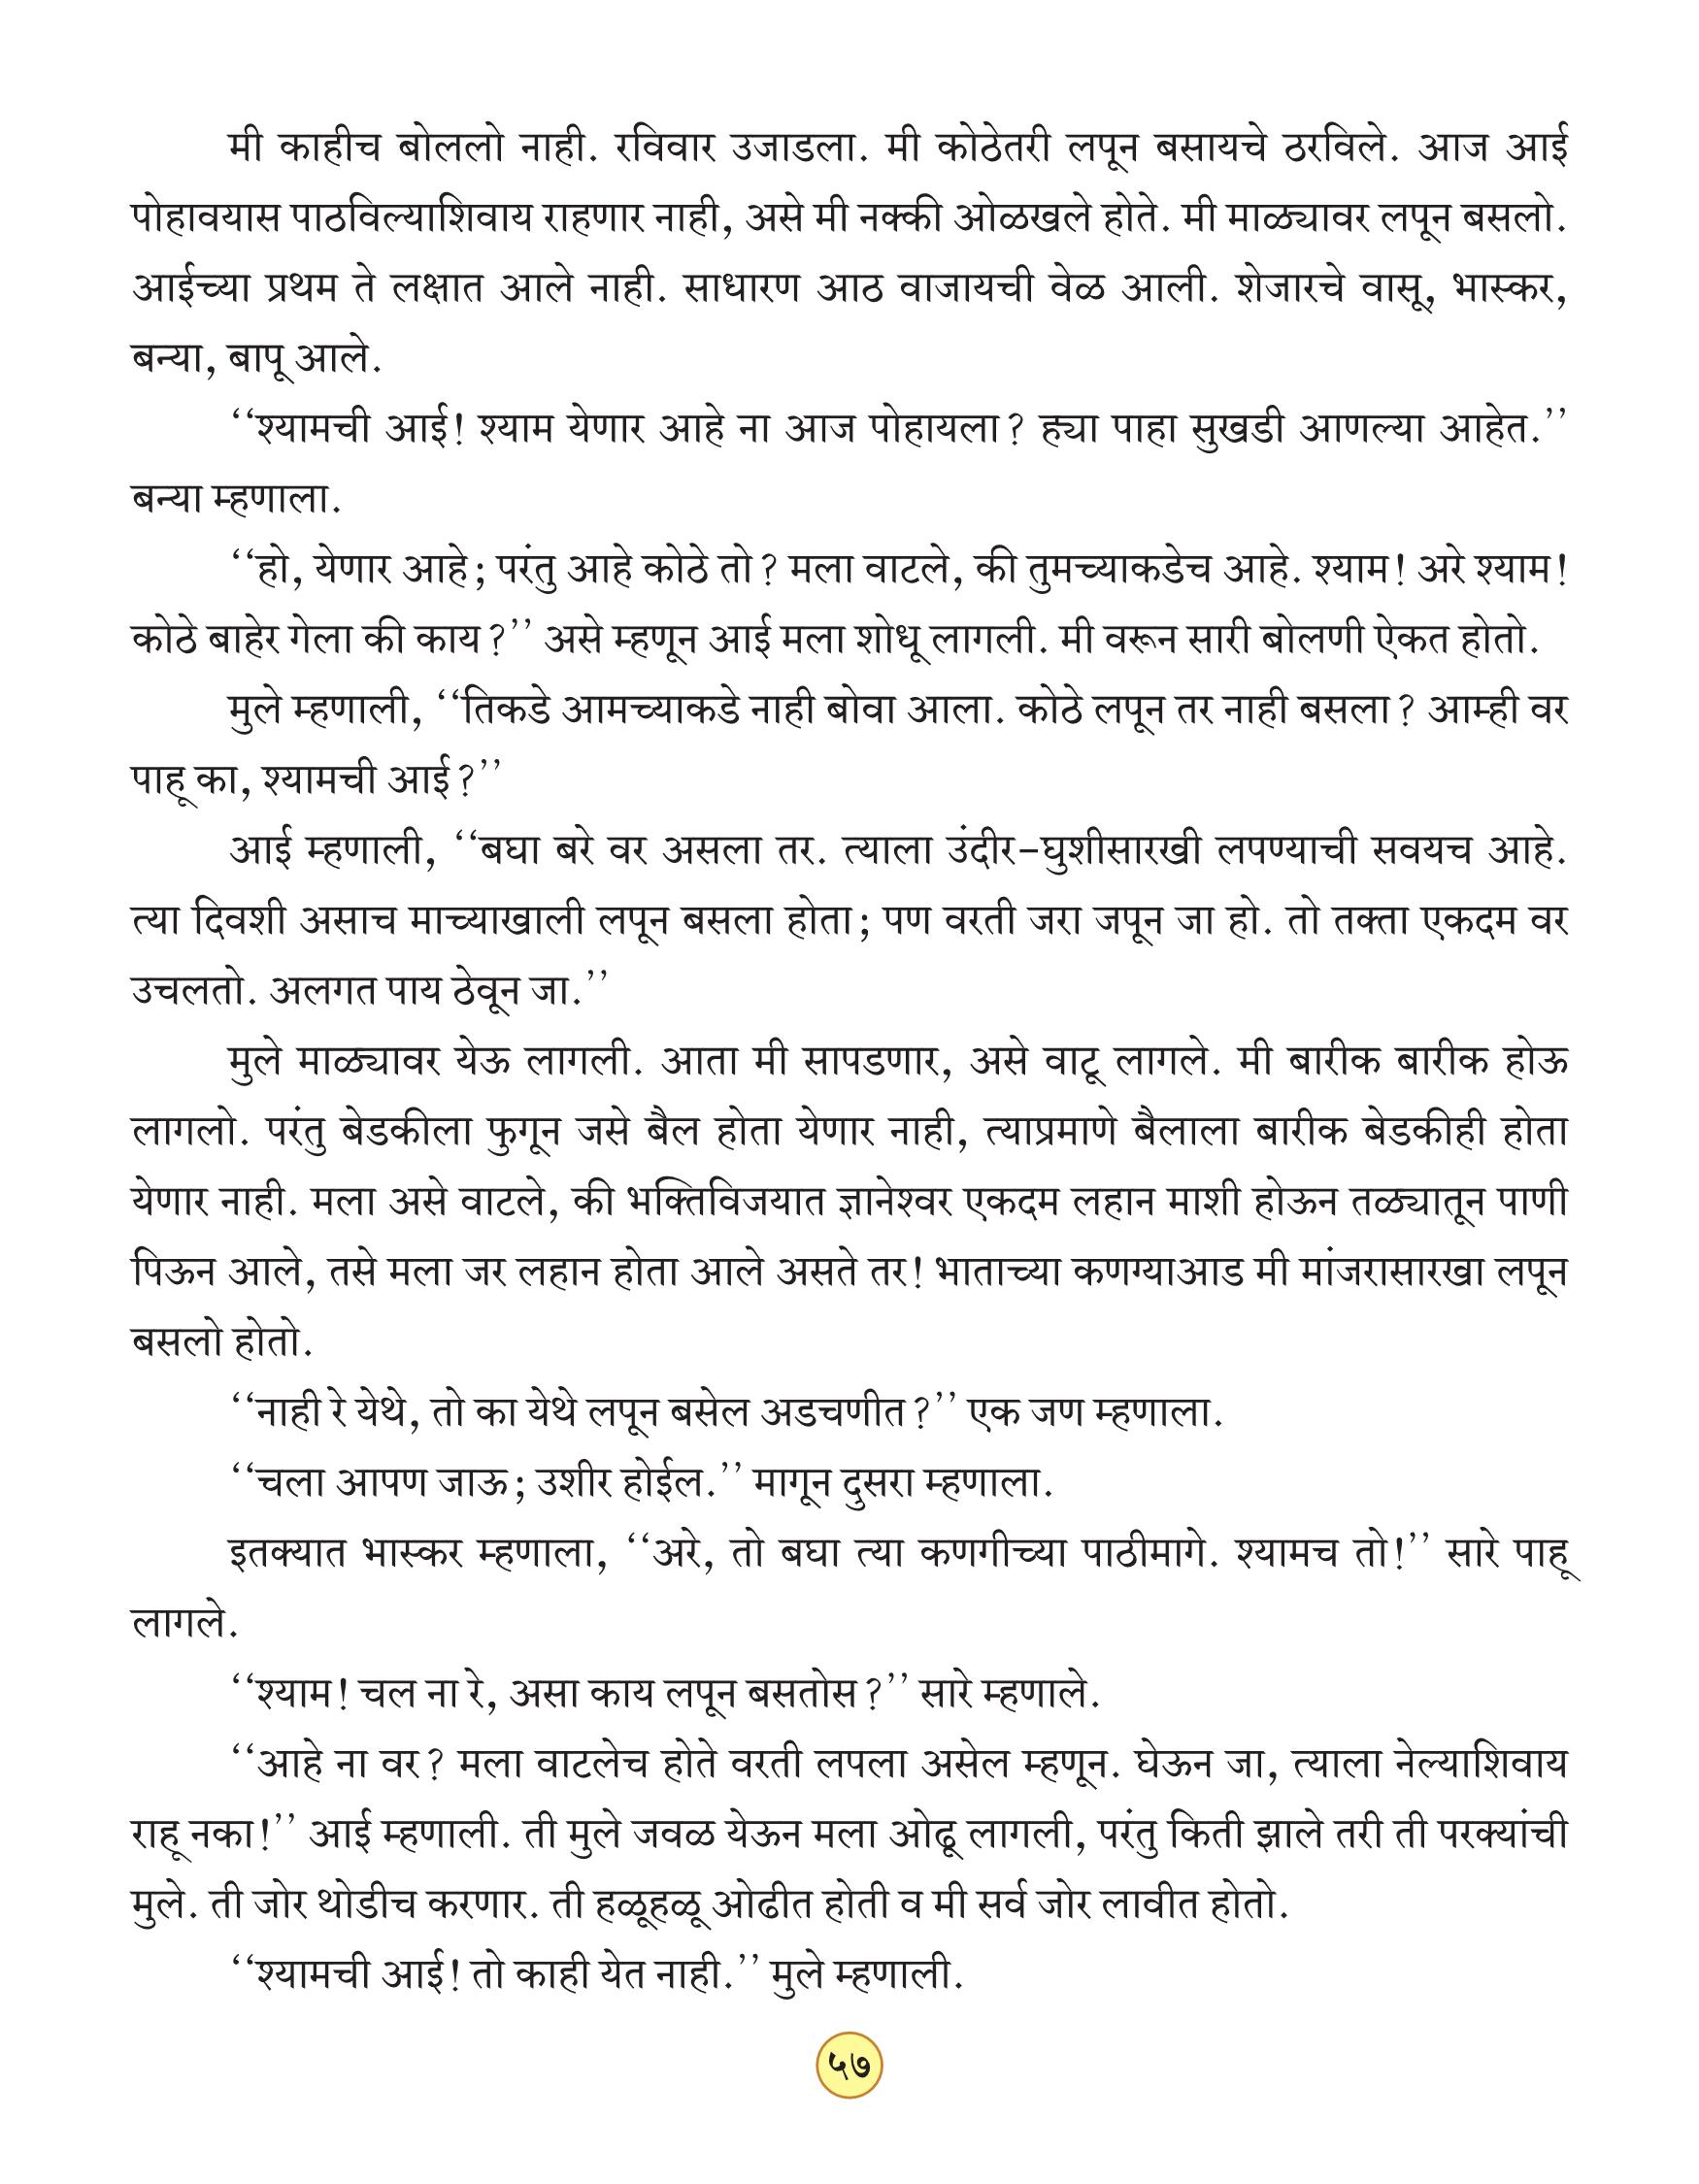 मी काहीच बोललो नाही. रविवार उजाडला. मी कोठेतरी लपून बसायचे ठरविले. आज आई
पोहावयास पाठविल्याशिवाय राहणार नाही, असे मी नक्की ओळखले होते. मी माळ्यावर लपून बसलो.
आईच्या प्रथम ते लक्षात आले नाही. साधारण आठ वाजायची वेळ आली. शेजारचे वासू, भास्कर,
बन्या, बापू आले.
‘‘श्यामची आई! श्याम येणार आहे ना आज पोहायला? ह्या पाहा सुखडी आणल्या आहेत.’’
बन्या म्हणाला.
‘‘हो, येणार आहे; परंतु आहे कोठे तो? मला वाटले, की तुमच्याकडेच आहे. श्याम! अरे श्याम!
कोठे बाहेर गेला की काय?’’ असे म्हणून आई मला शोधू लागली. मी वरून सारी बोलणी ऐकत होतो.
मुले म्हणाली, ‘‘तिकडे आमच्याकडे नाही बोवा आला. कोठे लपून तर नाही बसला? आम्ही वर
पाहू का, श्यामची आई?’’
आई म्हणाली, ‘‘बघा बरे वर असला तर. त्याला उंदीर-घुशीसारखी लपण्याची सवयच आहे.
त्या दिवशी असाच माच्याखाली लपून बसला होता; पण वरती जरा जपून जा हो. तो तक्ता एकदम वर
उचलतो. अलगत पाय ठेवून जा.’’
मुले माळ्यावर येऊ लागली. आता मी सापडणार, असे वाटू लागले. मी बारीक बारीक होऊ
लागलो. परंतु बेडकीला फुगून जसे बैल होता येणार नाही, त्याप्रमाणे बैलाला बारीक बेडकीही होता
येणार नाही. मला असे वाटले, की भक्तिविजयात ज्ञानेश्वर एकदम लहान माशी होऊन तळ्यातून पाणी
पिऊन आले, तसे मला जर लहान होता आले असते तर! भाताच्या कणग्याआड मी मांजरासारखा लपून
बसलो होतो.
‘‘नाही रे येथे, तो का येथे लपून बसेल अडचणीत?’’ एक जण म्हणाला.
‘‘चला आपण जाऊ; उशीर होईल.’’ मागून दुसरा म्हणाला.
इतक्यात भास्कर म्हणाला, ‘‘अरे, तो बघा त्या कणगीच्या पाठीमागे. श्यामच तो!’’ सारे पाहू
लागले.
‘‘श्याम! चल ना रे, असा काय लपून बसतोस?’’ सारे म्हणाले.
‘‘आहे ना वर? मला वाटलेच होते वरती लपला असेल म्हणून. घेऊन जा, त्याला नेल्याशिवाय
राहू नका!’’ आई म्हणाली. ती मुले जवळ येऊन मला ओढू लागली, परंतु किती झाले तरी ती परक्यांची
मुले. ती जोर थोडीच करणार. ती हळूहळू ओढीत होती व मी सर्व जोर लावीत होतो.
‘‘श्यामची आई! तो काही येत नाही.’’ मुले म्हणाली.
५७